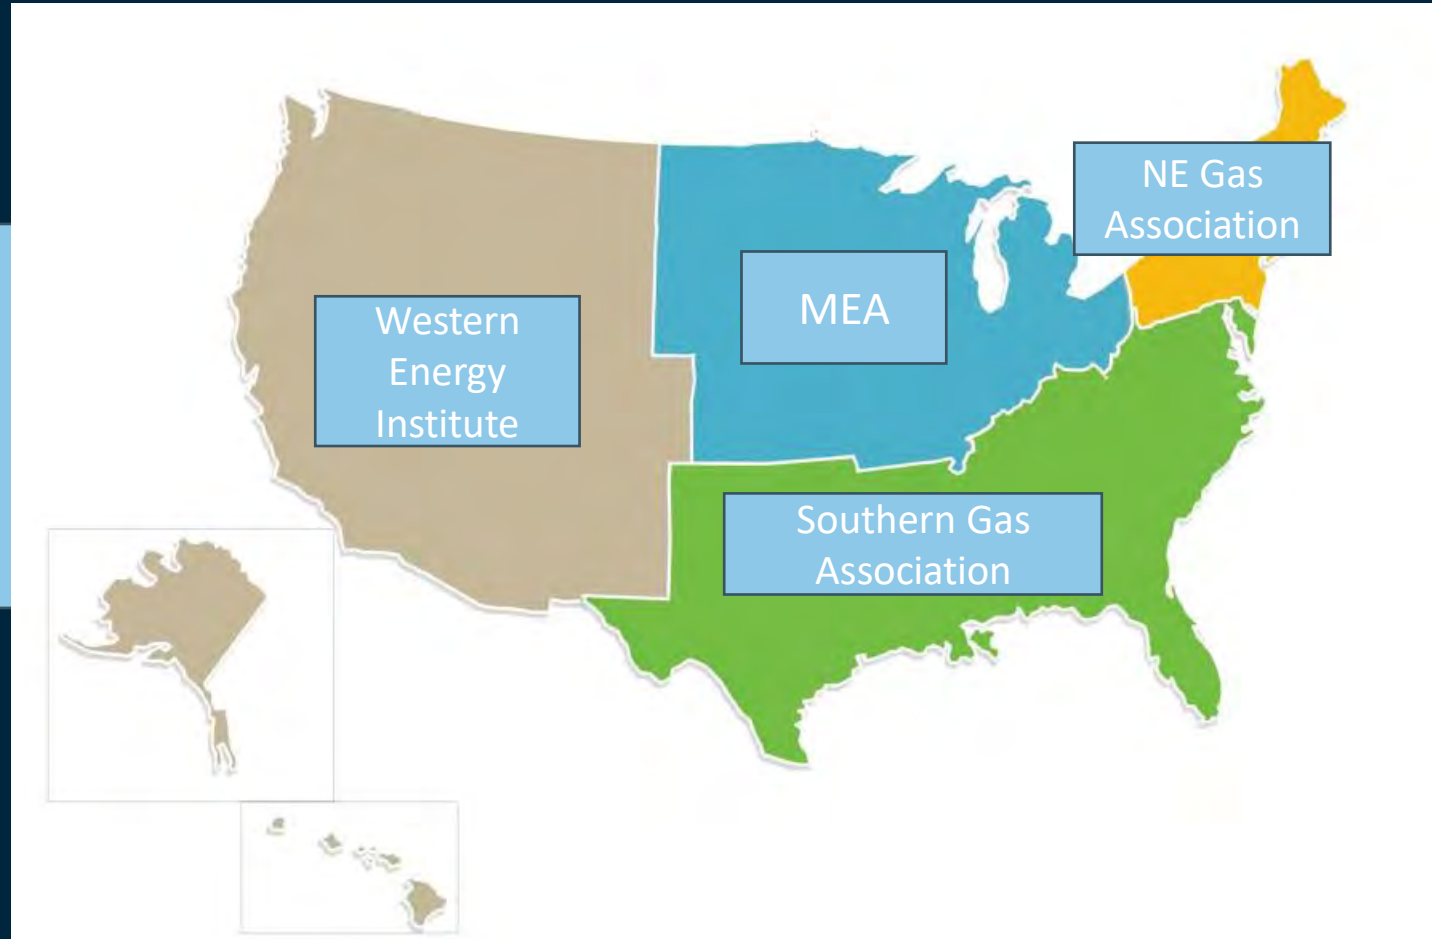 NE Gas
Association
MEA
Western
Energy
Institute
Southern Gas
Association